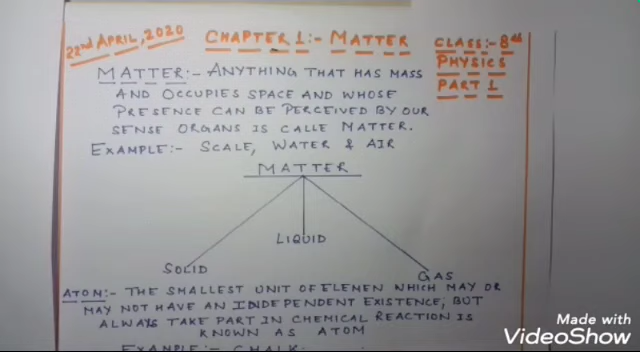 22nd April, 2020
CHAPTER 1:- MATTER
CLASS:- 8th
PHYSICS
PART 1
MATTER:- ANYTHING THAT HAS MASS
AND OCCUPIES SPACE AND WHOSE
PRESENCE CAN BE PERCEIVED BY OUR
SENSE ORGANS IS CALLE MATTER.
EXAMPLE:- SCALE, WATER & AIR
MATTER
LIQUID
SOLID
GAS
ATOM:- THE SMALLEST UNIT OF ELEMEN WHICH MAY OR
MAY NOT HAVE AN INDEPENDENT EXISTENCE, BUT
ALWAYS TAKE PART IN CHEMICAL REACTION IS
KNOWN AS ATOM
EXAMPLE:- CHALK
Made with
VideoShow